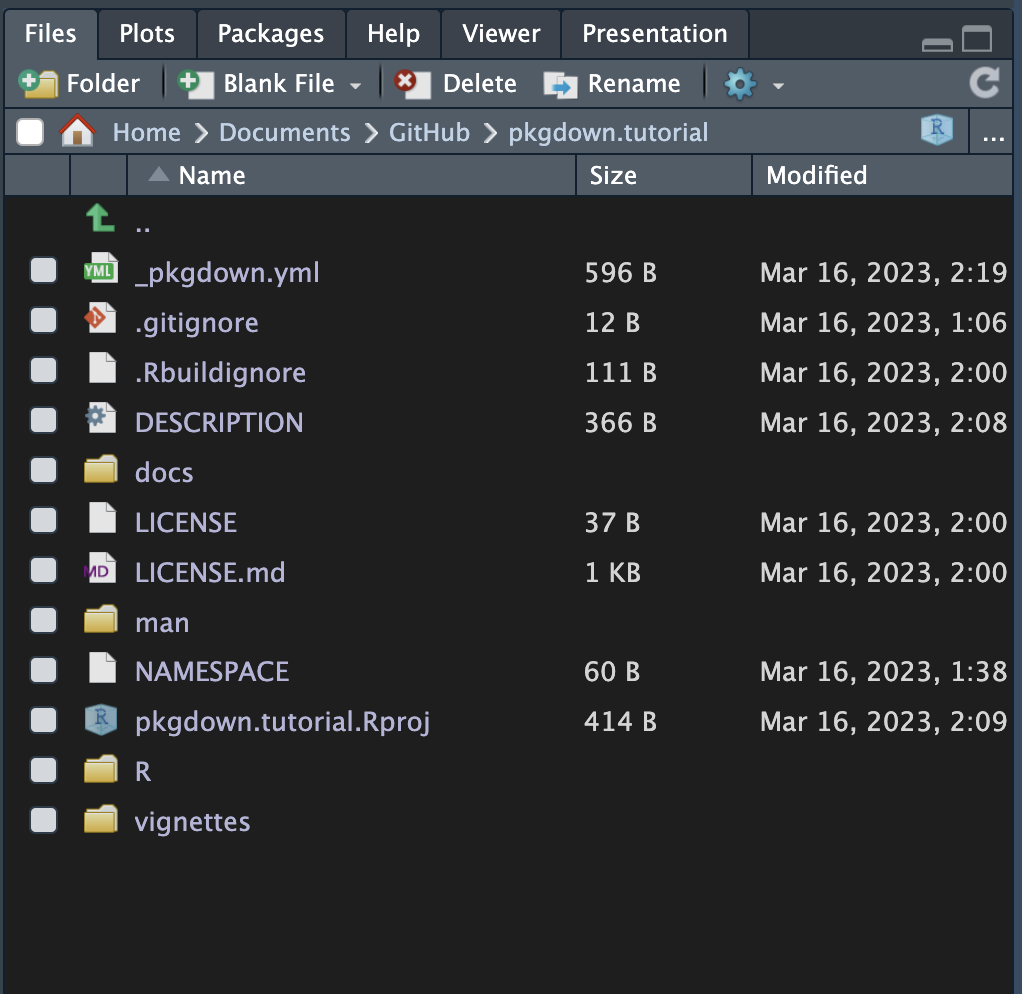 Files Plots Packages Help Viewer Presentation
Folder Blank File Delete Rename
Home Documents GitHub pkgdown.tutorial R ...
Name Size Modified
..
YML _pkgdown.yml 596 B Mar 16, 2023, 2:19
.gitignore 12 B Mar 16, 2023, 1:06
.Rbuildignore 111 B Mar 16, 2023, 2:00
DESCRIPTION 366 B Mar 16, 2023, 2:08
docs
LICENSE 37 B Mar 16, 2023, 2:00
MD LICENSE.md 1 KB Mar 16, 2023, 2:00
man
NAMESPACE 60 B Mar 16, 2023, 1:38
R pkgdown.tutorial.Rproj 414 B Mar 16, 2023, 2:09
R
vignettes